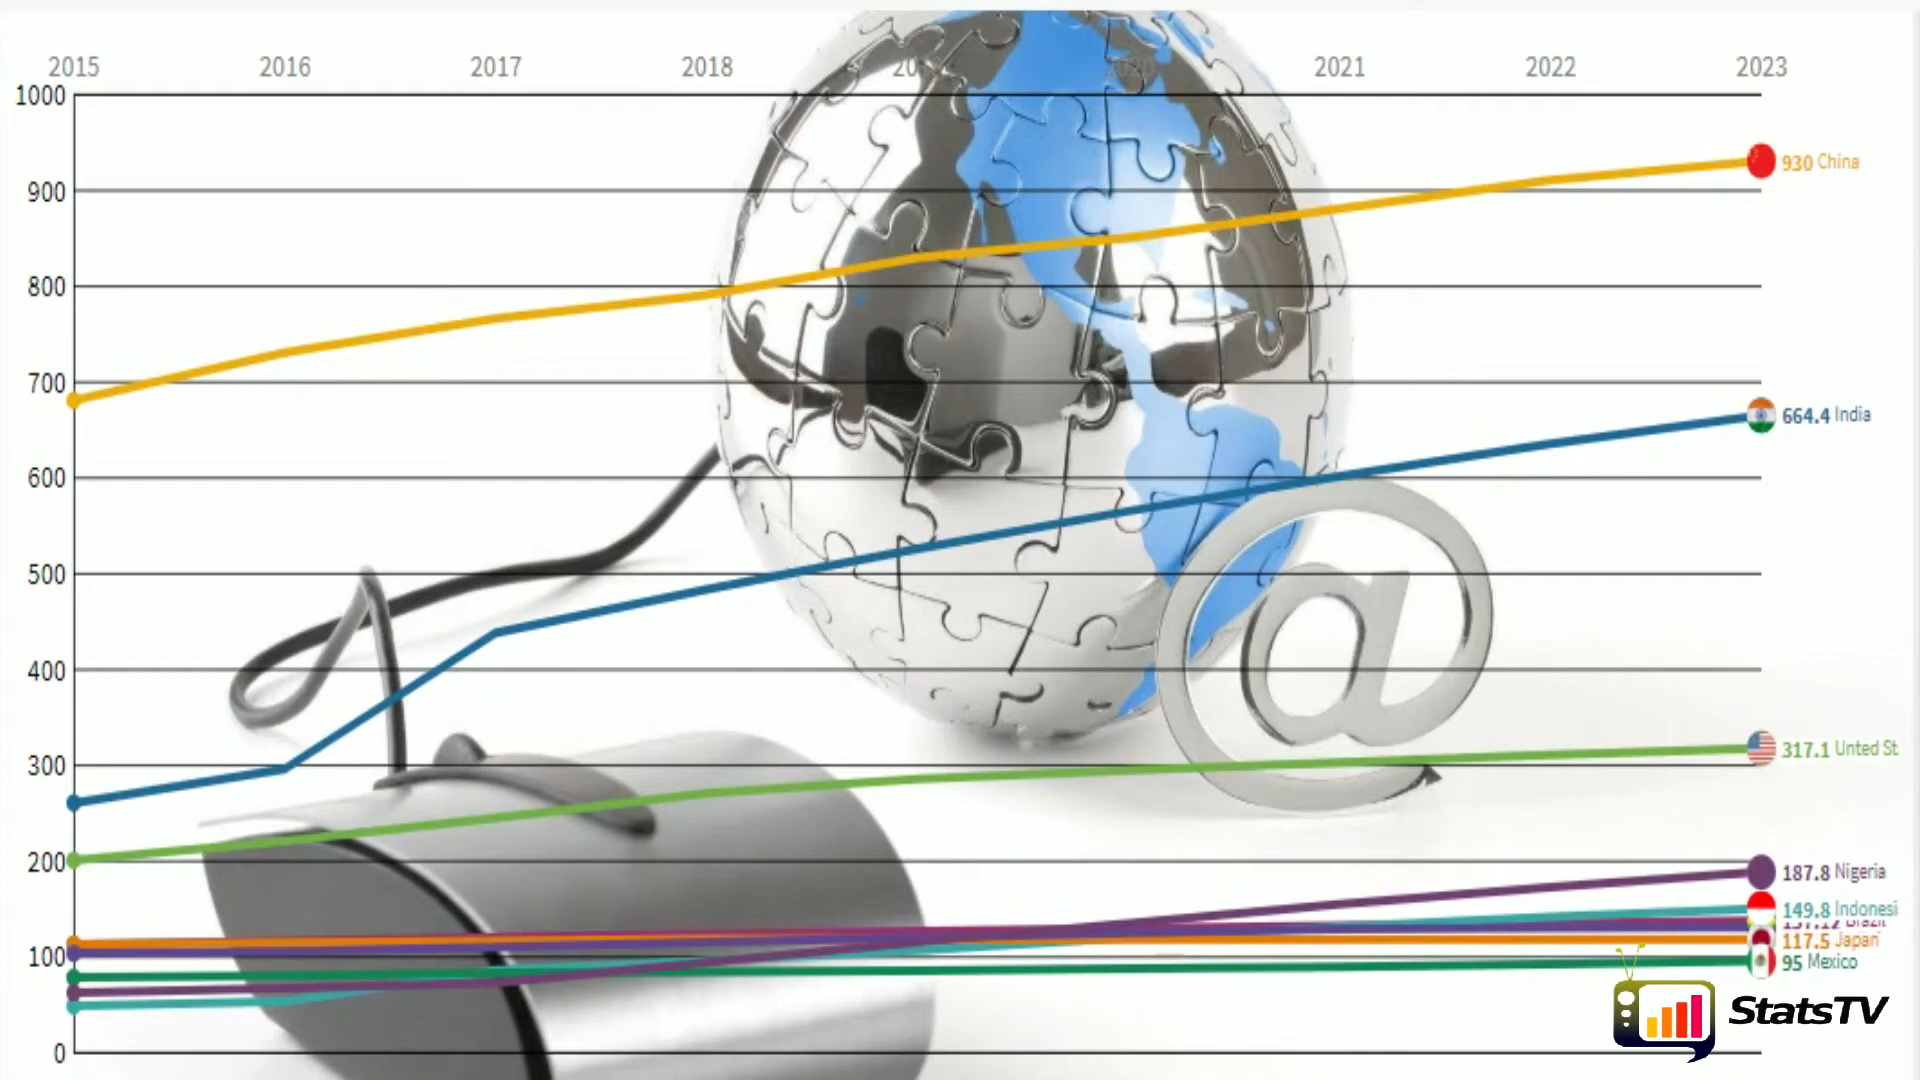 2015 2016 2017 2018 2020 2021 2022 2023
1000
900
800
700
600
500
400
300
200
100
0
930 China
664.4 India
317.1 Unted St
187.8 Nigeria
149.8 Indonesi
117.5 Japan
95 Mexico
@
StatsTV